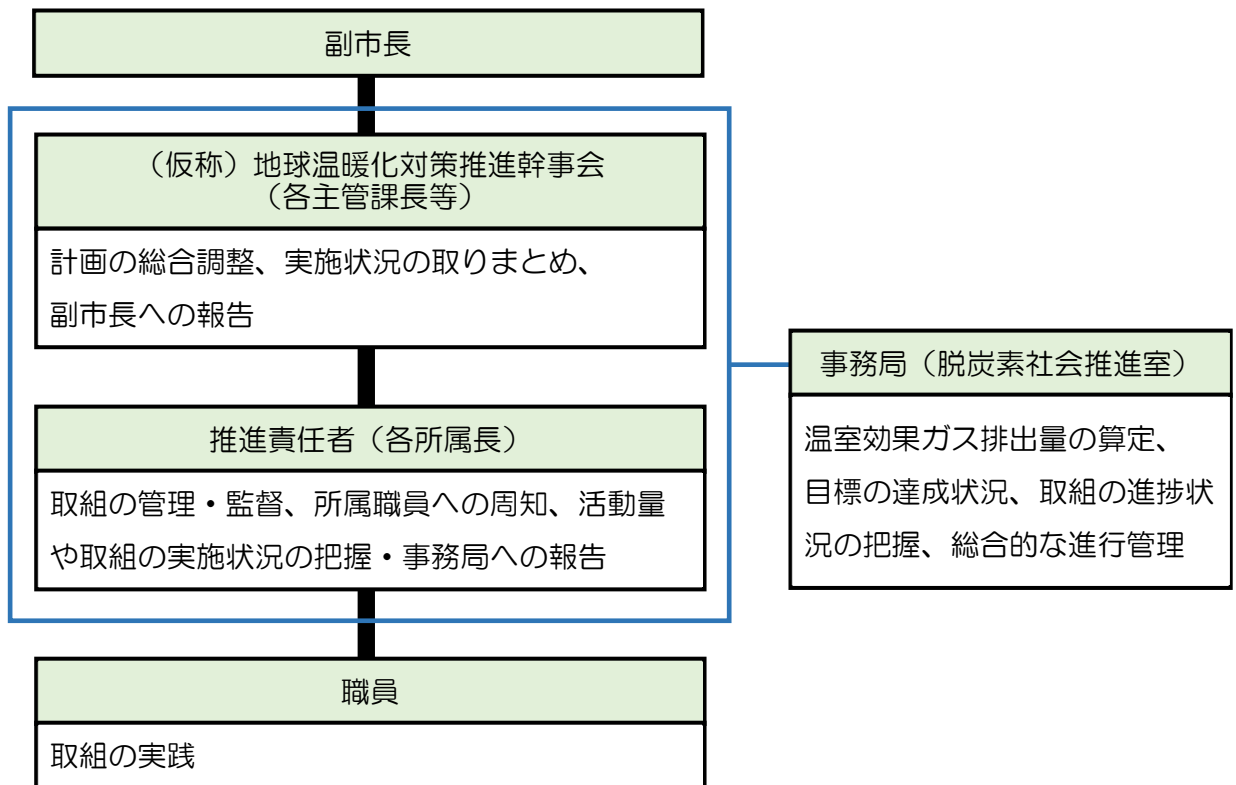 副市長
（仮称）地球温暖化対策推進幹事会
（各主管課長等）
計画の総合調整、実施状況の取りまとめ、
副市長への報告
推進責任者（各所属長）
取組の管理・監督、所属職員への周知、活動量
や取組の実施状況の把握・事務局への報告
職員
取組の実践
事務局（脱炭素社会推進室）
温室効果ガス排出量の算定、
目標の達成状況、取組の進捗状
況の把握、総合的な進行管理